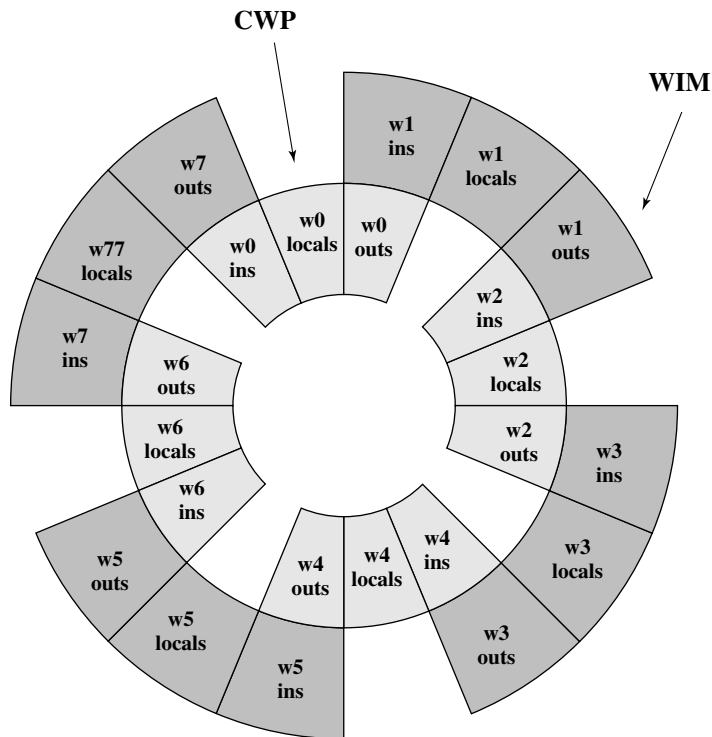 CWP
WIM
w1
ins
w1
locals
w1
outs
w7
outs
w77
locals
w7
ins
w0
ins
w0
locals
w0
outs
w2
ins
w2
locals
w2
outs
w3
ins
w3
locals
w3
outs
w4
ins
w4
locals
w4
outs
w5
ins
w5
locals
w5
outs
w6
ins
w6
locals
w6
outs